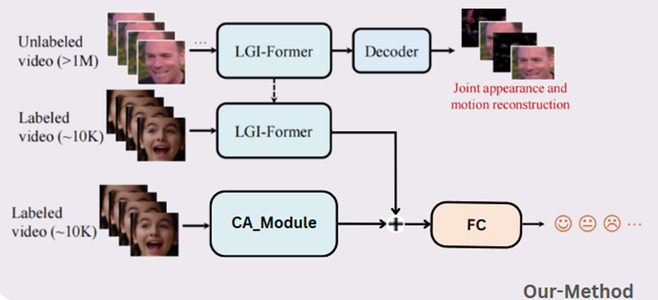 Unlabeled
video (>1M)
...
LGI-Former
Decoder
Joint appearance and
motion reconstruction
Labeled
video (~10K)
LGI-Former
Labeled
video (~10K)
CA_Module
+
FC
...
Our-Method